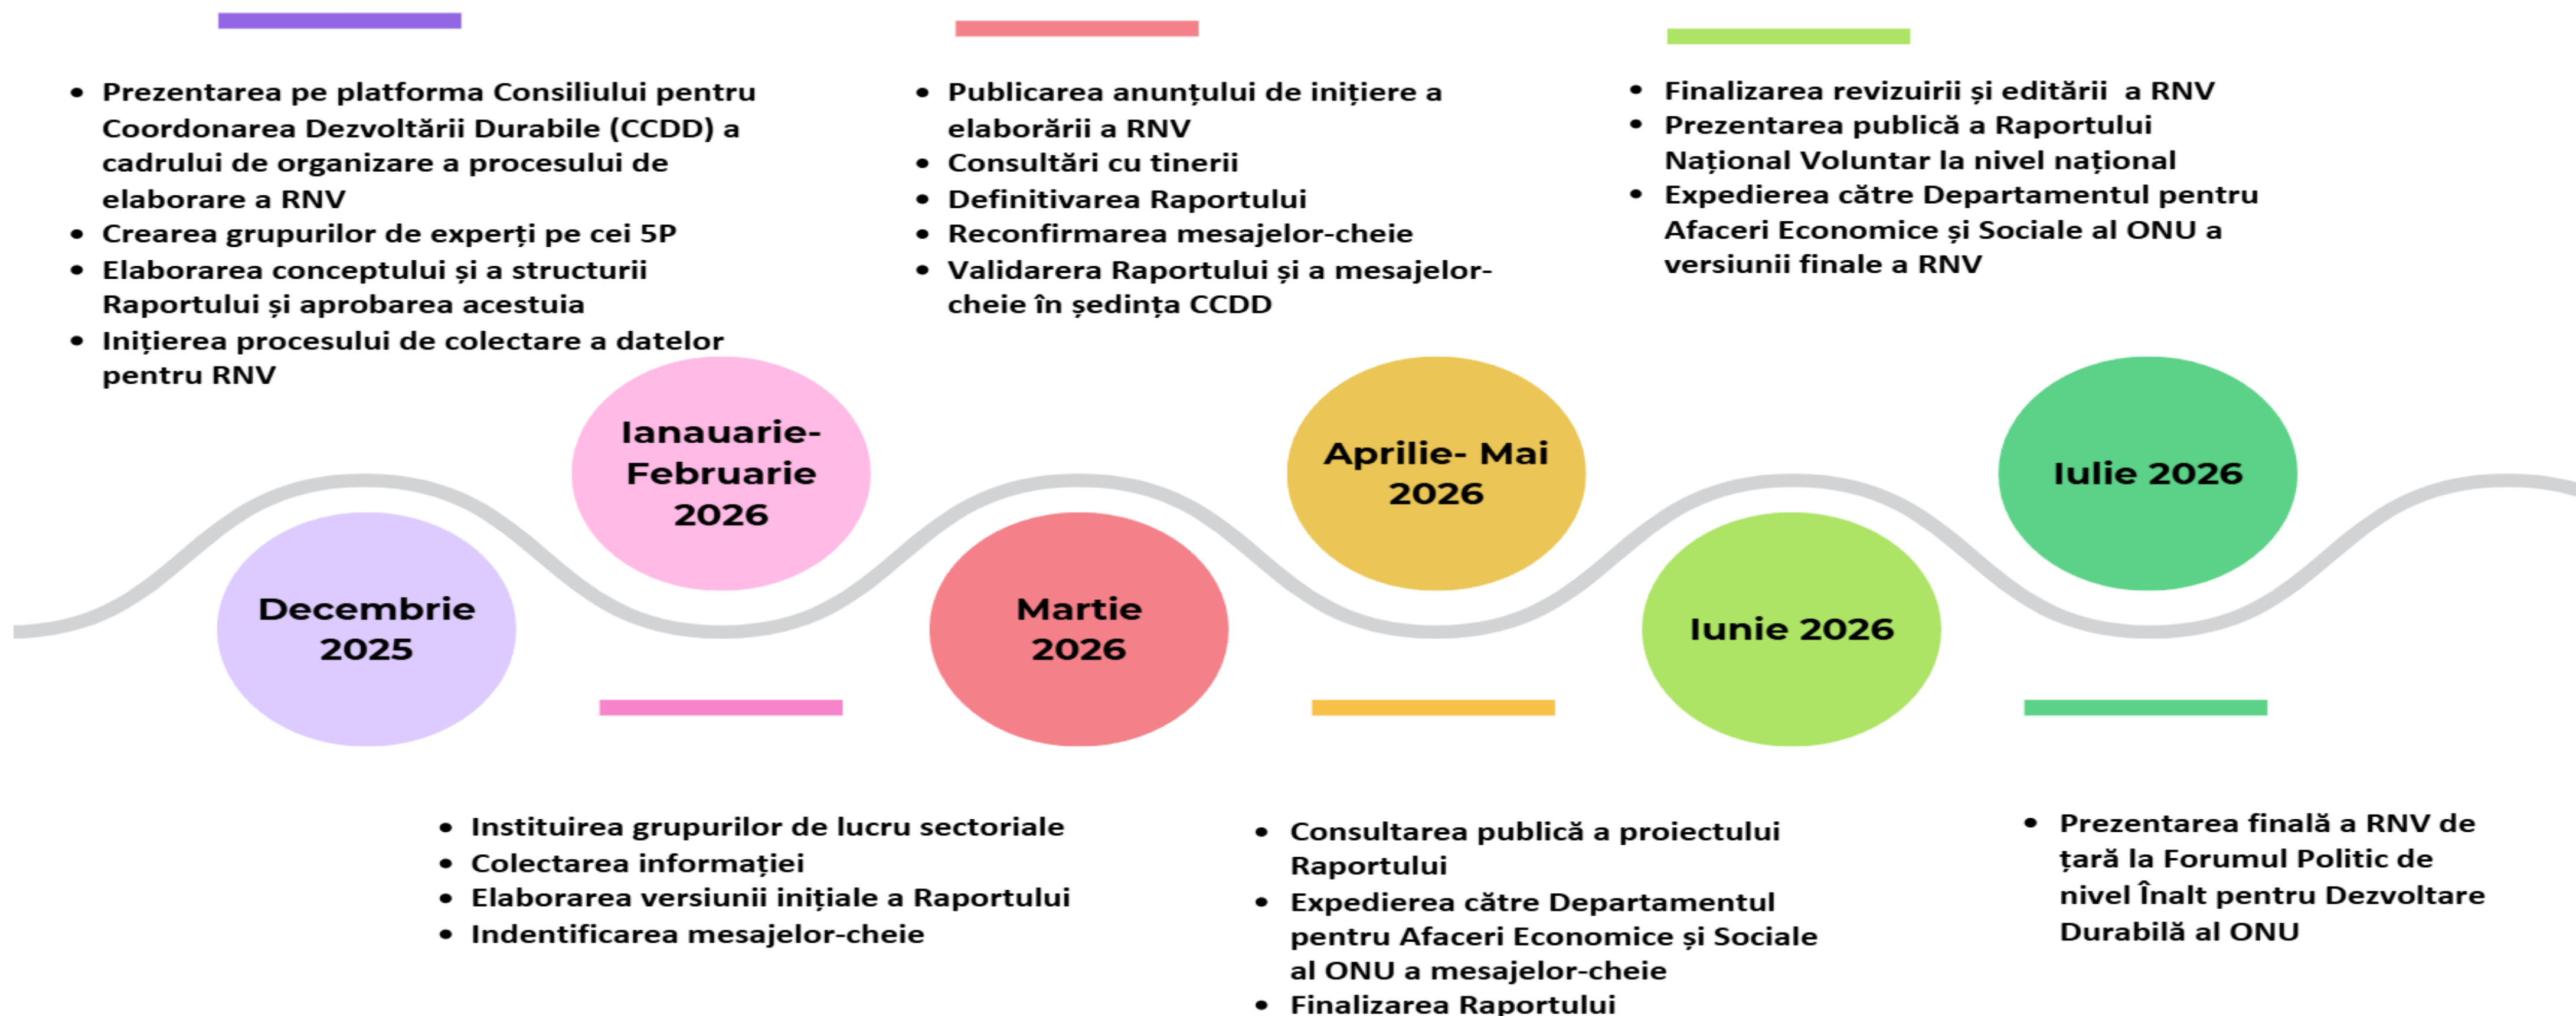 • Prezentarea pe platforma Consiliului pentru
Coordonarea Dezvoltării Durabile (CCDD) a
cadrului de organizare a procesului de
elaborare a RNV
• Crearea grupurilor de experți pe cei 5P
• Elaborarea conceptului și a structurii
Raportului și aprobarea acestuia
• Inițierea procesului de colectare a datelor
pentru RNV
• Publicarea anunțului de inițiere a
elaborării a RNV
• Consultări cu tinerii
• Definitivarea Raportului
• Reconfirmarea mesajelor-cheie
• Validarera Raportului și a mesajelor-
cheie în ședința CCDD
• Finalizarea revizuirii și editării a RNV
• Prezentarea publică a Raportului
Național Voluntar la nivel național
• Expedierea către Departamentul pentru
Afaceri Economice și Sociale al ONU a
versiunii finale a RNV
Decembrie
2025
Ianauarie-
Februarie
2026
Martie
2026
Aprilie- Mai
2026
Iunie 2026
Iulie 2026
• Instituirea grupurilor de lucru sectoriale
• Colectarea informației
• Elaborarea versiunii inițiale a Raportului
• Indentificarea mesajelor-cheie
• Consultarea publică a proiectului
Raportului
• Expedierea către Departamentul
pentru Afaceri Economice și Sociale
al ONU a mesajelor-cheie
• Finalizarea Raportului
• Prezentarea finală a RNV de
țară la Forumul Politic de
nivel Înalt pentru Dezvoltare
Durabilă al ONU